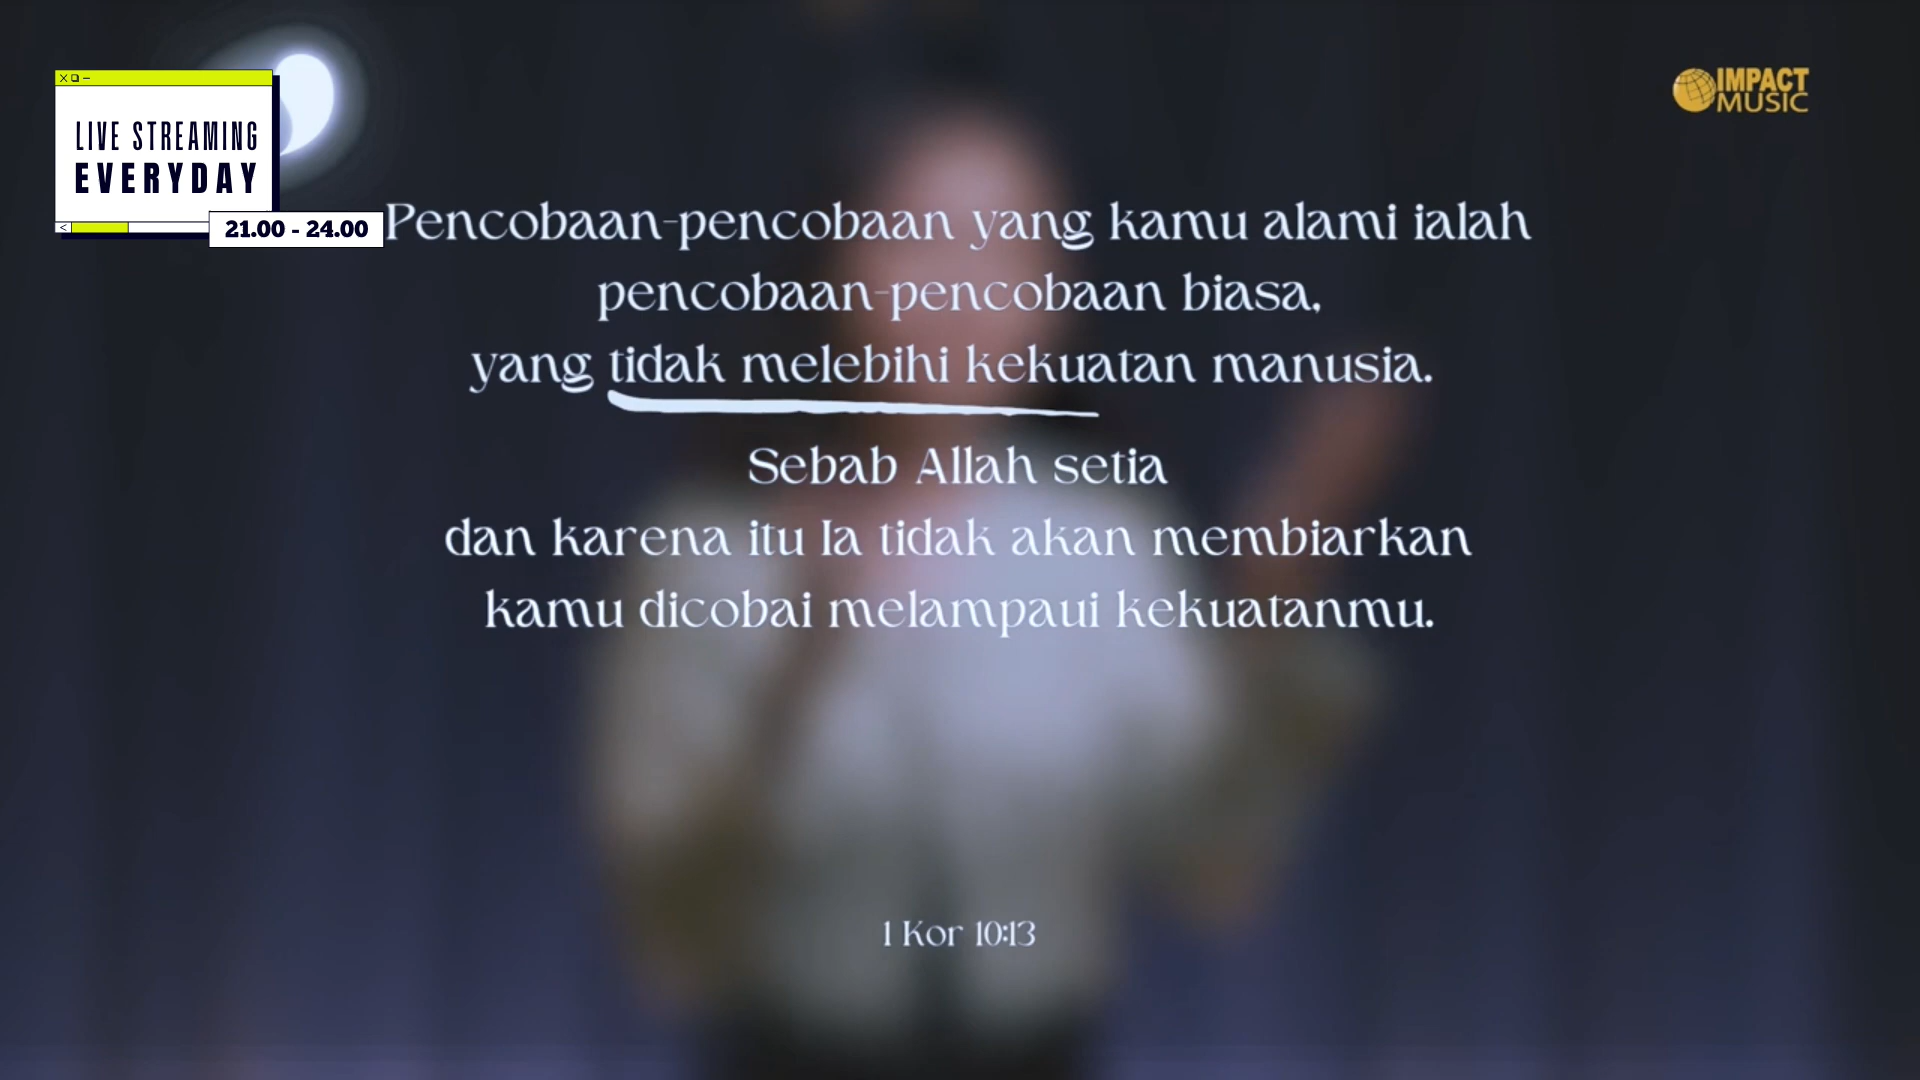 LIVE STREAMING
EVERYDAY
21.00 - 24.00
IMPACT
MUSIC
Pencobaan-pencobaan yang kamu alami ialah
pencobaan-pencobaan biasa,
yang tidak melebihi kekuatan manusia.
Sebab Allah setia
dan karena itu Ia tidak akan membiarkan
kamu dicobai melampaui kekuatanmu.
1 Kor 10:13